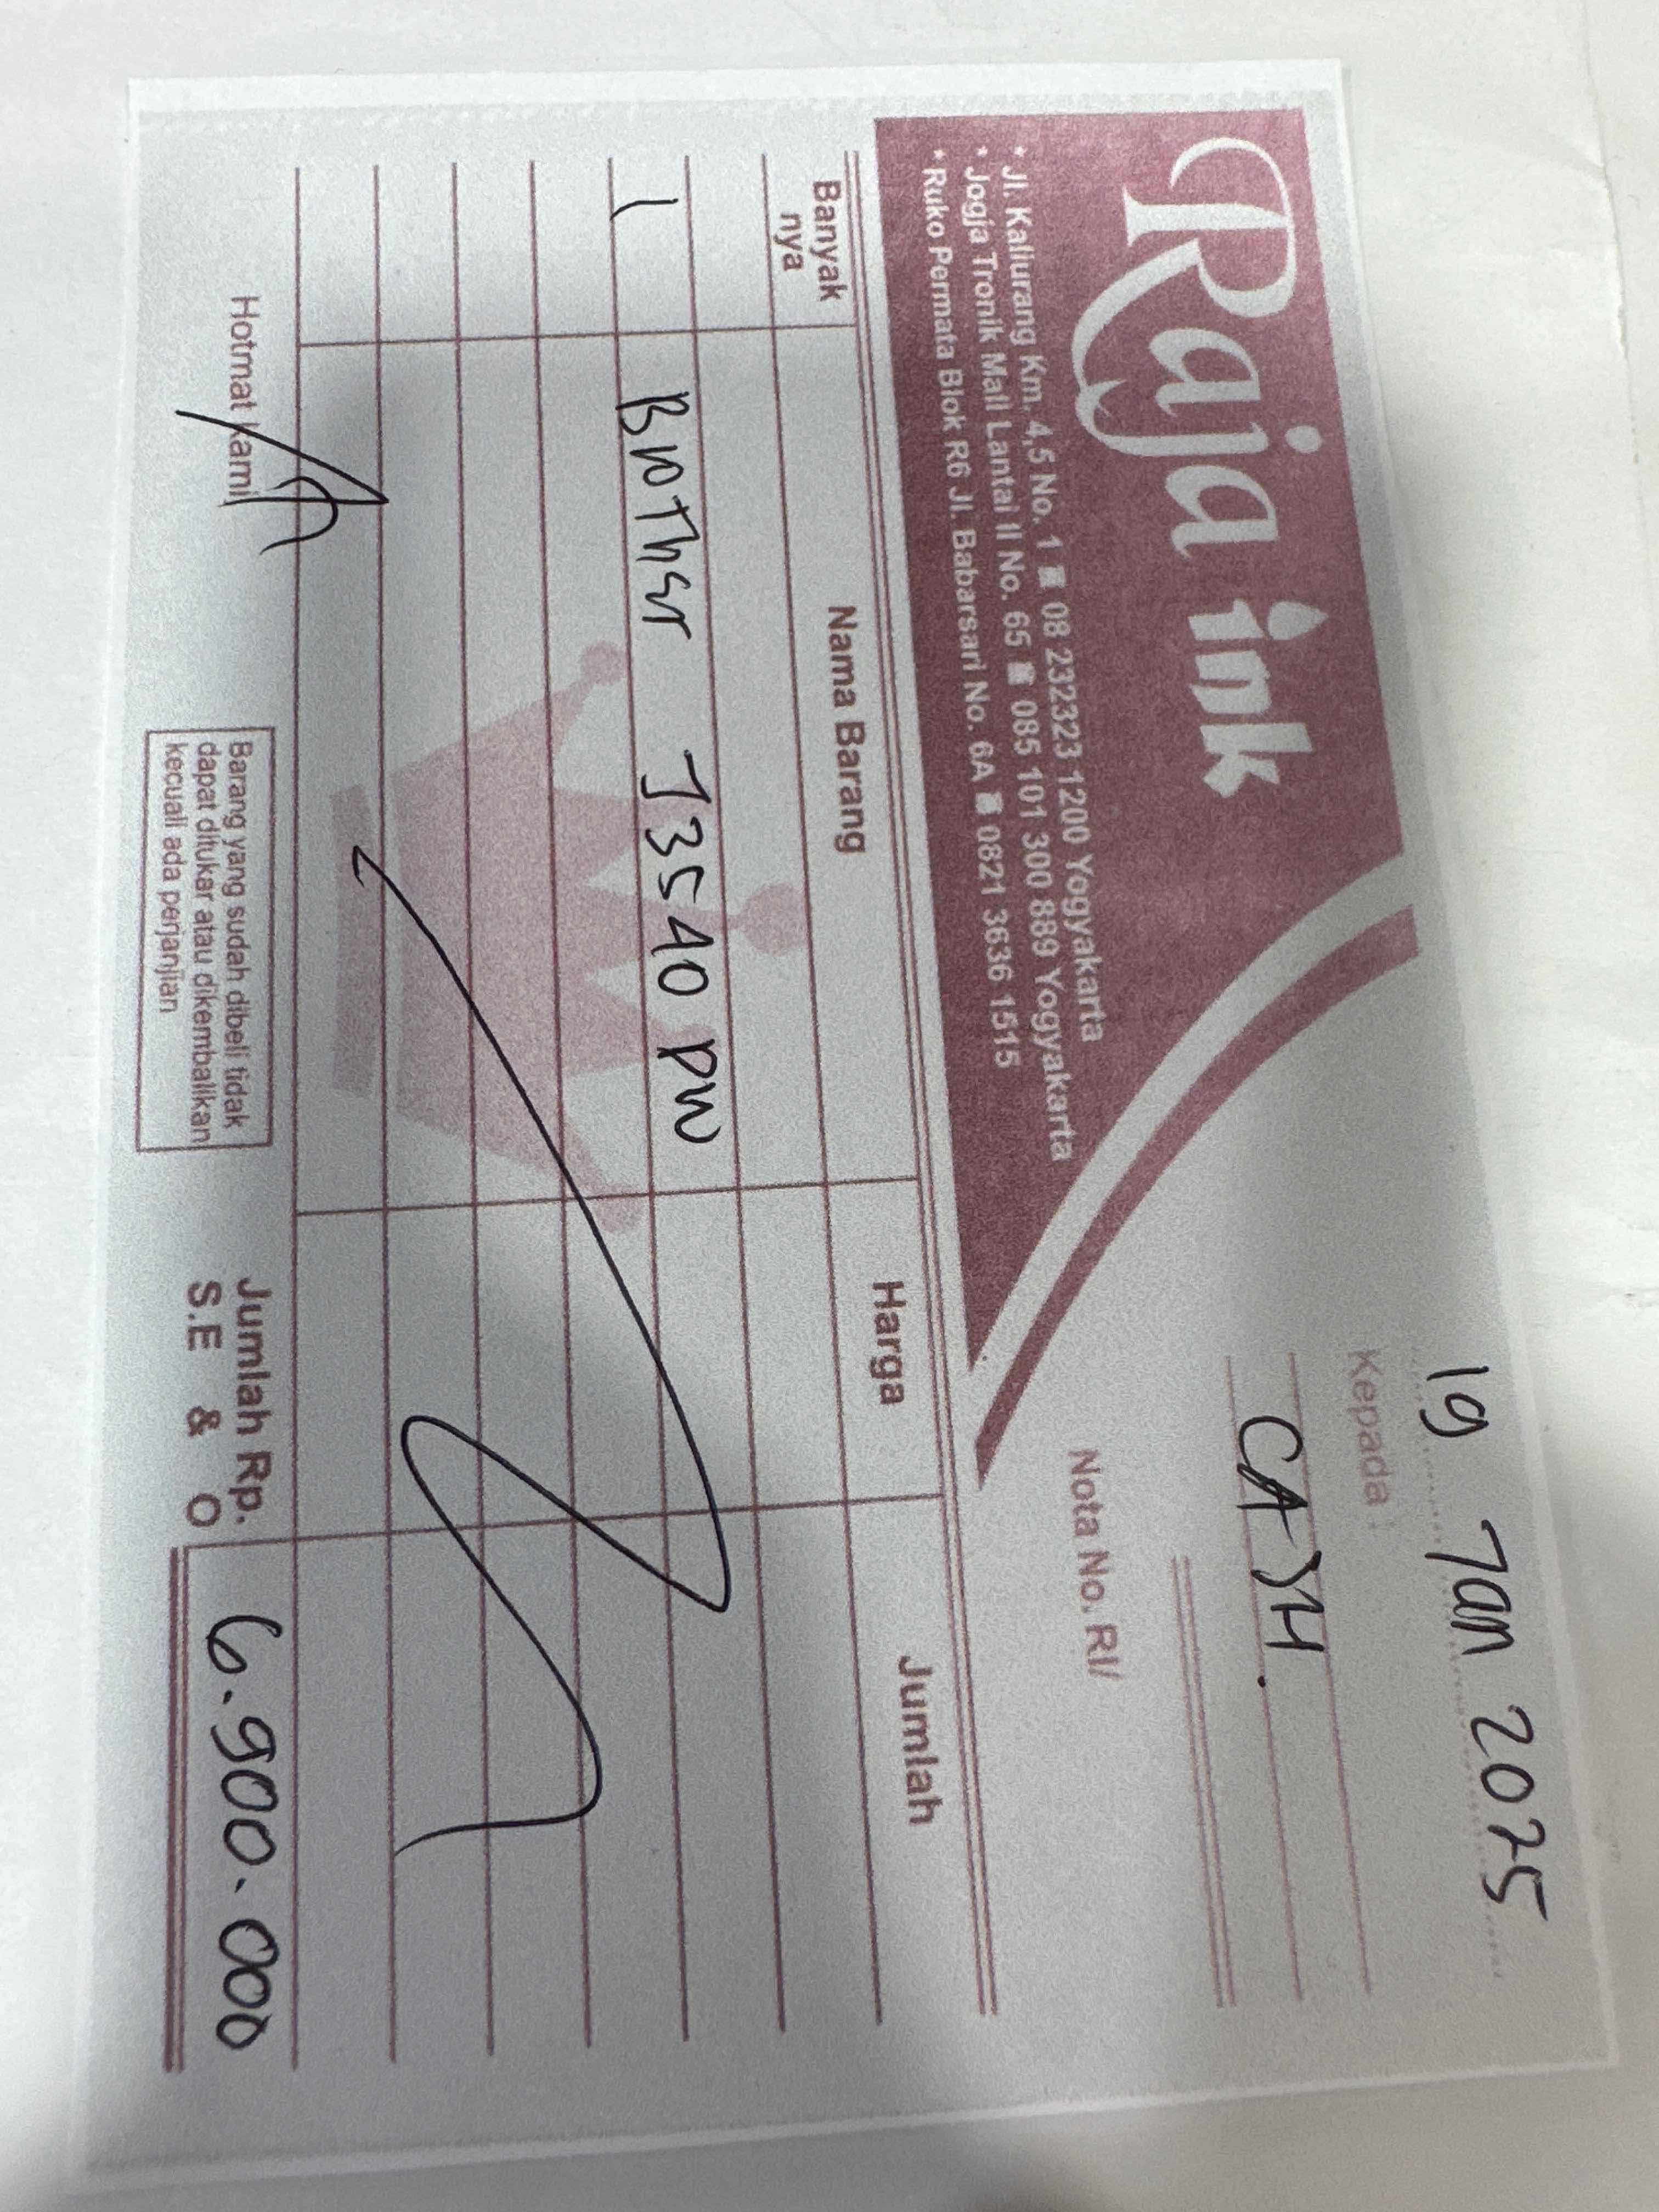 Raja ink
* Jl. Kaliurang Km. 4,5 No. 1 08 232323 1200 Yogyakarta
* Jogja Tronik Mall Lantai II No. 65 085 101 300 889 Yogyakarta
* Ruko Permata Blok R6 Jl. Babarsari No. 6A 0821 3636 1515
19 Jan 2025
Kepada :
CASH.
Nota No. RI/
Banyak nya Nama Barang Harga Jumlah
1 Brother J3540 DW
Hotmat kami
Barang yang sudah dibeli tidak
dapat ditukar atau dikembalikan
kecuali ada perjanjian
Jumlah Rp. 6.900.000
S.E & O